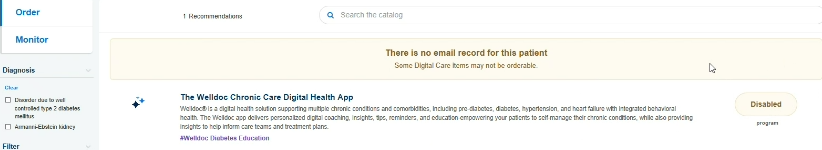 Order
Monitor
Diagnosis
Clear
Disorder due to well
controlled type 2 diabetes
mellitus
Armanni-Ebstein kidney
Filter
1 Recommendations
Search the catalog
There is no email record for this patient
Some Digital Care items may not be orderable.
The Welldoc Chronic Care Digital Health App
Welldoc® is a digital health solution supporting multiple chronic conditions and comorbidities, including pre-diabetes, diabetes, hypertension, and heart failure with integrated behavioral
health. The Welldoc app delivers personalized digital coaching, insights, tips, reminders, and education empowering your patients to self-manage their chronic conditions, while also providing
insights to help inform care teams and treatment plans.
#Welldoc Diabetes Education
Disabled
program